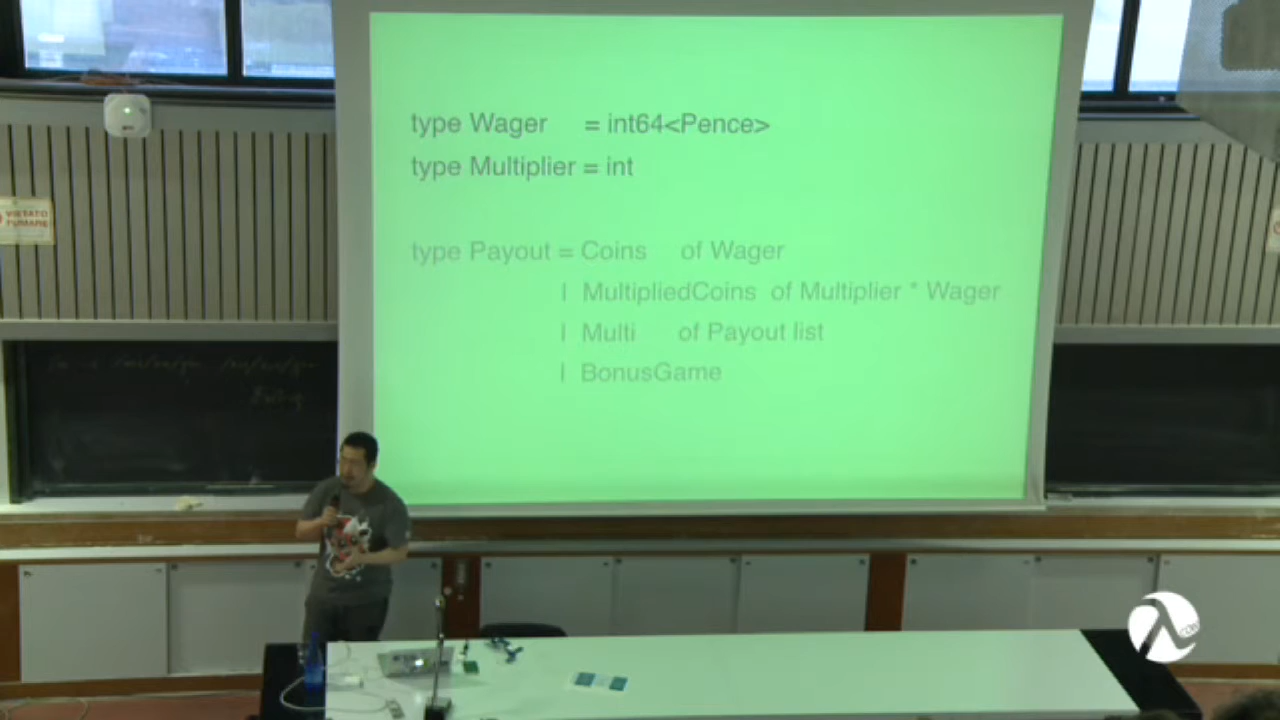 type Wager = int64<Pence>
type Multiplier = int
type Payout = Coins of Wager
| MultipliedCoins of Multiplier * Wager
| Multi of Payout list
| BonusGame
VIETATO
FUMARE